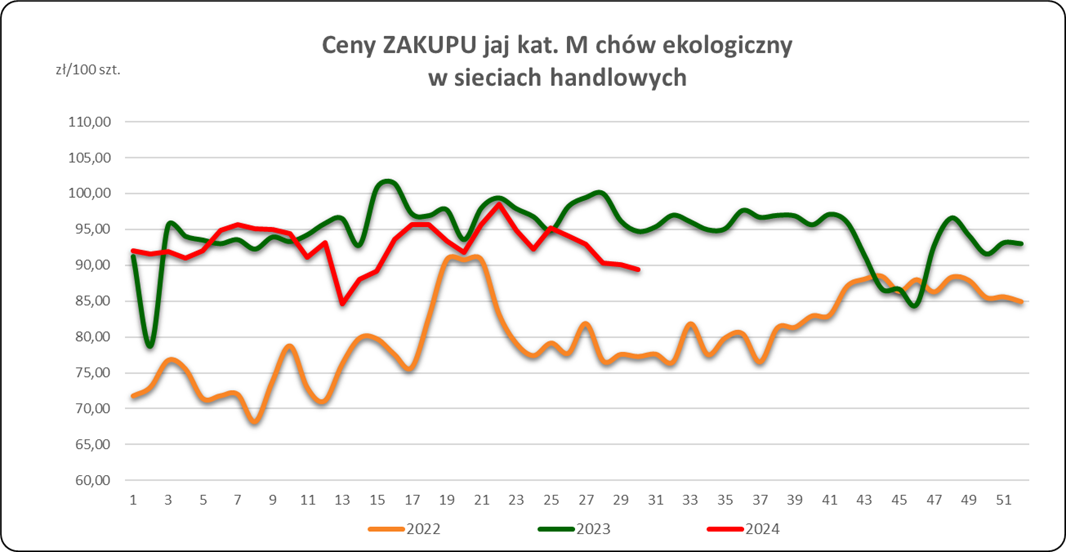 Ceny ZAKUPU jaj kat. M chów ekologiczny
w sieciach handlowych
zł/100 szt.
110,00
105,00
100,00
95,00
90,00
85,00
80,00
75,00
70,00
65,00
60,00
1 3 5 7 9 11 13 15 17 19 21 23 25 27 29 31 33 35 37 39 41 43 45 47 49 51
2022 2023 2024